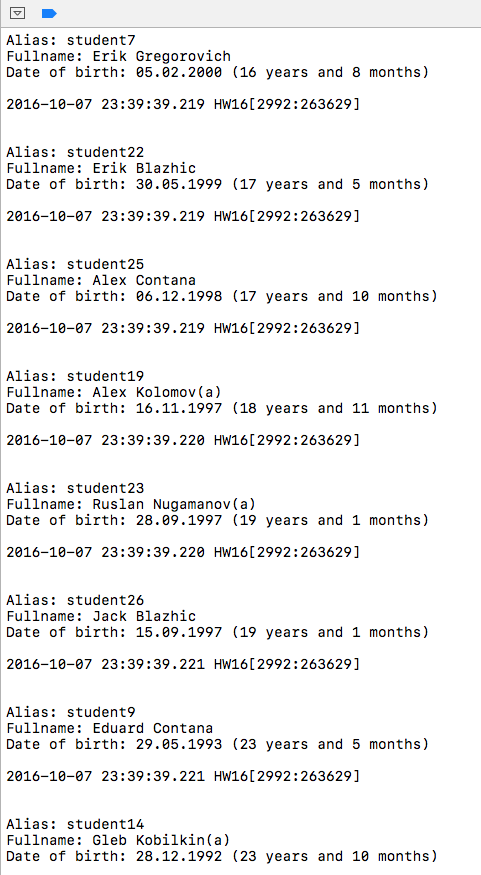 Alias: student7
Fullname: Erik Gregorovich
Date of birth: 05.02.2000 (16 years and 8 months)
2016-10-07 23:39:39.219 HW16[2992:263629]
Alias: student22
Fullname: Erik Blazhic
Date of birth: 30.05.1999 (17 years and 5 months)
2016-10-07 23:39:39.219 HW16[2992:263629]
Alias: student25
Fullname: Alex Contana
Date of birth: 06.12.1998 (17 years and 10 months)
2016-10-07 23:39:39.219 HW16[2992:263629]
Alias: student19
Fullname: Alex Kolomov(a)
Date of birth: 16.11.1997 (18 years and 11 months)
2016-10-07 23:39:39.220 HW16[2992:263629]
Alias: student23
Fullname: Ruslan Nugamanov(a)
Date of birth: 28.09.1997 (19 years and 1 months)
2016-10-07 23:39:39.220 HW16[2992:263629]
Alias: student26
Fullname: Jack Blazhic
Date of birth: 15.09.1997 (19 years and 1 months)
2016-10-07 23:39:39.221 HW16[2992:263629]
Alias: student9
Fullname: Eduard Contana
Date of birth: 29.05.1993 (23 years and 5 months)
2016-10-07 23:39:39.221 HW16[2992:263629]
Alias: student14
Fullname: Gleb Kobilkin(a)
Date of birth: 28.12.1992 (23 years and 10 months)